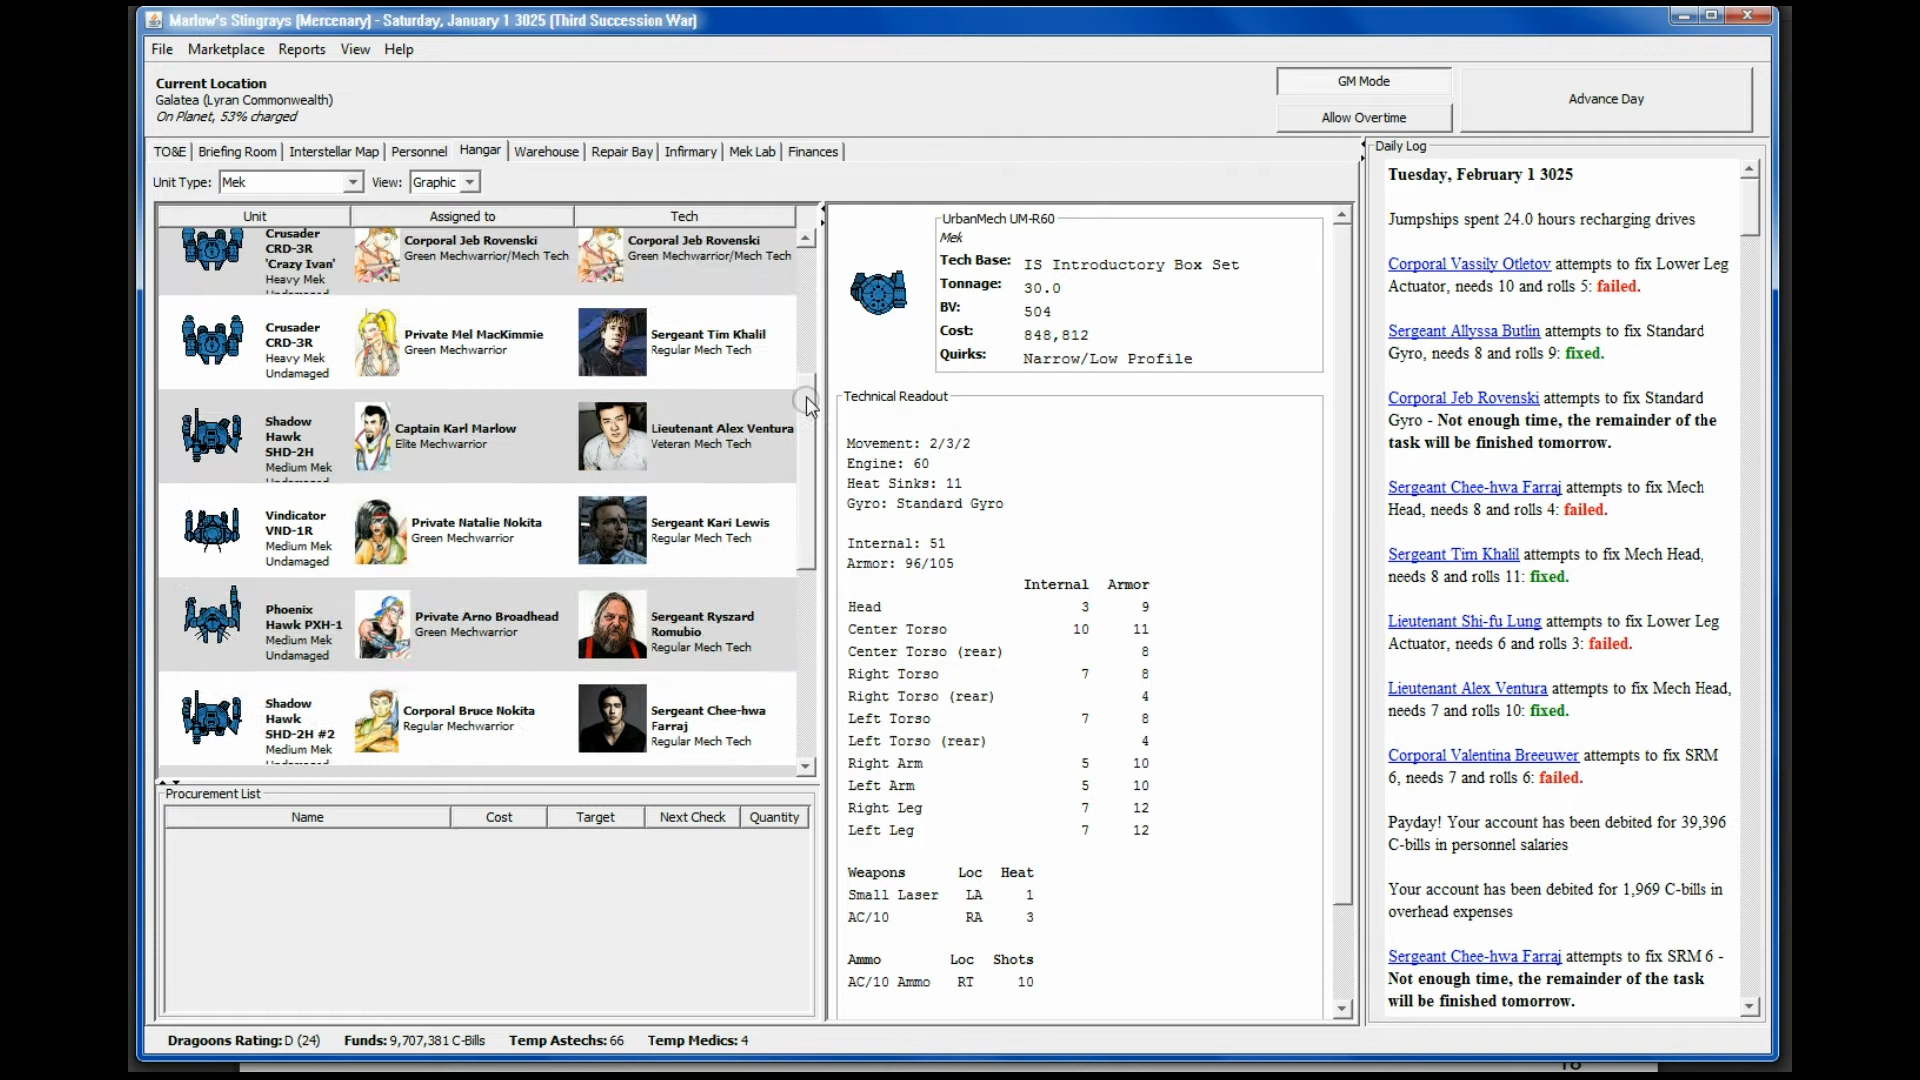 Marlow's Stingrays (Mercenary) - Saturday, January 1 3025 (Third Succession War)
File Marketplace Reports View Help
Current Location
Galatea (Lyran Commonwealth)
On Planet, 53% charged
GM Mode
Allow Overtime
Advance Day
TO&E Briefing Room Interstellar Map Personnel Hangar Warehouse Repair Bay Infirmary Mek Lab Finances
Unit Type: Mek View: Graphic
Unit Assigned to Tech
Crusader
CRD-3R
'Crazy Ivan'
Heavy Mek
Undamaged
Corporal Jeb Rovenski
Green Mechwarrior/Mech Tech
Corporal Jeb Rovenski
Green Mechwarrior/Mech Tech
Crusader
CRD-3R
Heavy Mek
Undamaged
Private Mel MacKimmie
Green Mechwarrior
Sergeant Tim Khalil
Regular Mech Tech
Shadow
Hawk
SHD-2H
Medium Mek
Undamaged
Captain Karl Marlow
Elite Mechwarrior
Lieutenant Alex Ventura
Veteran Mech Tech
Vindicator
VND-1R
Medium Mek
Undamaged
Private Natalie Nokita
Green Mechwarrior
Sergeant Kari Lewis
Regular Mech Tech
Phoenix
Hawk PXH-1
Medium Mek
Undamaged
Private Arno Broadhead
Green Mechwarrior
Sergeant Ryszard
Romubio
Regular Mech Tech
Shadow
Hawk
SHD-2H #2
Medium Mek
Corporal Bruce Nokita
Regular Mechwarrior
Sergeant Chee-hwa
Farraj
Regular Mech Tech
Procurement List
Name Cost Target Next Check Quantity
UrbanMech UM-R60
Mek
Tech Base: IS Introductory Box Set
Tonnage: 30.0
BV: 504
Cost: 848,812
Quirks: Narrow/Low Profile
Technical Readout
Movement: 2/3/2
Engine: 60
Heat Sinks: 11
Gyro: Standard Gyro
Internal: 51
Armor: 96/105
Internal Armor
Head 3 9
Center Torso 10 11
Center Torso (rear) 8
Right Torso 7 8
Right Torso (rear) 4
Left Torso 7 8
Left Torso (rear) 4
Right Arm 5 10
Left Arm 5 10
Right Leg 7 12
Left Leg 7 12
Weapons Loc Heat
Small Laser LA 1
AC/10 RA 3
Ammo Loc Shots
AC/10 Ammo RT 10
Daily Log
Tuesday, February 1 3025
Jumpships spent 24.0 hours recharging drives
Corporal Vassily Otletov attempts to fix Lower Leg
Actuator, needs 10 and rolls 5: failed.
Sergeant Allyssa Butlin attempts to fix Standard
Gyro, needs 8 and rolls 9: fixed.
Corporal Jeb Rovenski attempts to fix Standard
Gyro - Not enough time, the remainder of the
task will be finished tomorrow.
Sergeant Chee-hwa Farraj attempts to fix Mech
Head, needs 8 and rolls 4: failed.
Sergeant Tim Khalil attempts to fix Mech Head,
needs 8 and rolls 11: fixed.
Lieutenant Shi-fu Lung attempts to fix Lower Leg
Actuator, needs 6 and rolls 3: failed.
Lieutenant Alex Ventura attempts to fix Mech Head,
needs 7 and rolls 10: fixed.
Corporal Valentina Breeuwer attempts to fix SRM
6, needs 7 and rolls 6: failed.
Payday! Your account has been debited for 39,396
C-bills in personnel salaries
Your account has been debited for 1,969 C-bills in
overhead expenses
Sergeant Chee-hwa Farraj attempts to fix SRM 6 -
Not enough time, the remainder of the task
will be finished tomorrow.
Dragoons Rating: D (24) Funds: 9,707,381 C-Bills Temp Astechs: 66 Temp Medics: 4